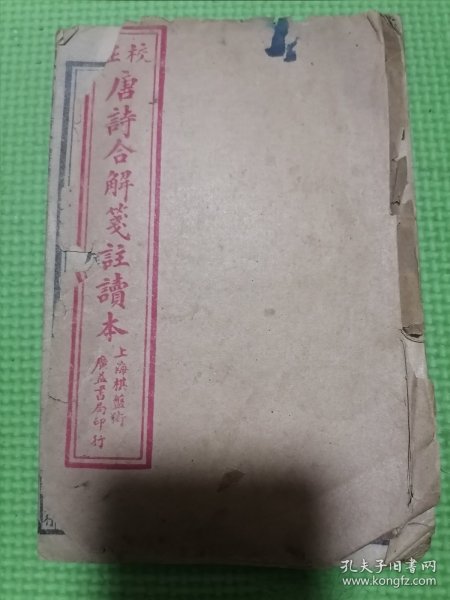 校正
唐詩合解箋註讀本
上海棋盤街
廣益書局印行
孔夫子旧书网
www.kongfz.com